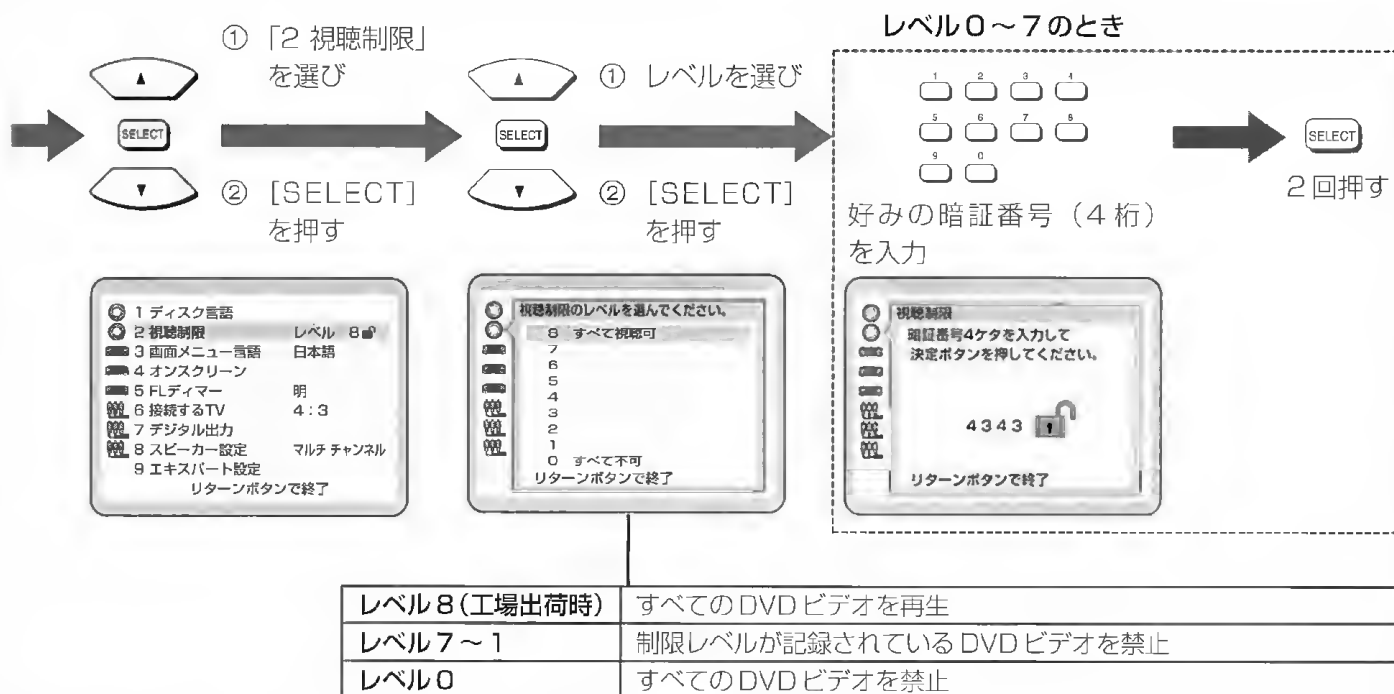 レベル0～7のとき
① 「2 視聴制限」
を選び
▲
SELECT
▼
② [SELECT]
を押す
① レベルを選び
▲
SELECT
▼
② [SELECT]
を押す
1 2 3 4
5 6 7 8
9 0
好みの暗証番号（4桁）
を入力
SELECT
2回押す
1 ディスク言語
2 視聴制限 レベル 8
3 画面メニュー言語 日本語
4 オンスクリーン
5 FLディマー 明
6 接続するTV 4：3
7 デジタル出力
8 スピーカー設定 マルチ チャンネル
9 エキスパート設定
リターンボタンで終了
視聴制限のレベルを選んでください。
8 すべて視聴可
7
6
5
4
3
2
1
0 すべて不可
リターンボタンで終了
視聴制限
暗証番号4ケタを入力して
決定ボタンを押してください。
4343
リターンボタンで終了
レベル8（工場出荷時） すべてのDVDビデオを再生
レベル7～1 制限レベルが記録されているDVDビデオを禁止
レベル0 すべてのDVDビデオを禁止